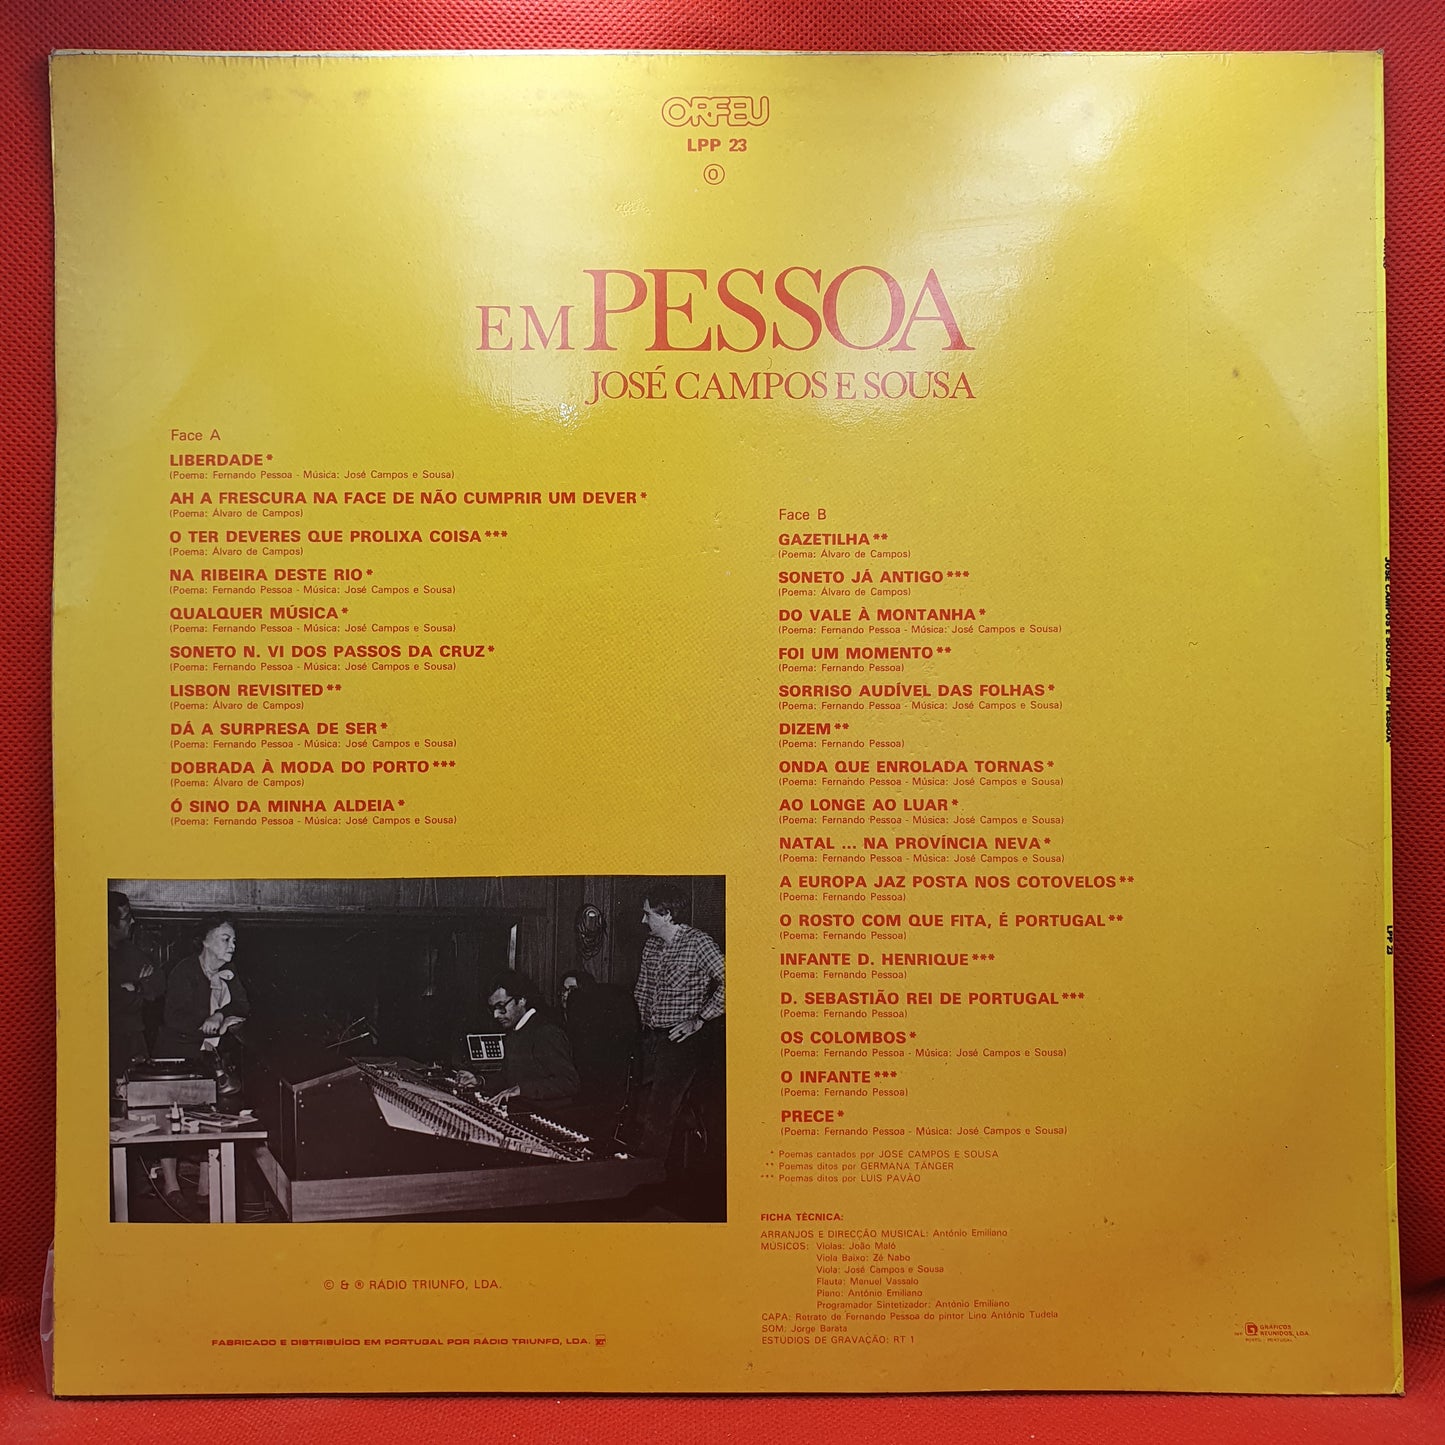 ORFEU
LPP 23
O
EM PESSOA
JOSÉ CAMPOS E SOUSA
Face A
LIBERDADE*
(Poema: Fernando Pessoa - Música: José Campos e Sousa)
AH A FRESCURA NA FACE DE NÃO CUMPRIR UM DEVER*
(Poema: Álvaro de Campos)
O TER DEVERES QUE PROLIXA COISA***
(Poema: Álvaro de Campos)
NA RIBEIRA DESTE RIO*
(Poema: Fernando Pessoa - Música: José Campos e Sousa)
QUALQUER MÚSICA*
(Poema: Fernando Pessoa - Música: José Campos e Sousa)
SONETO N. VI DOS PASSOS DA CRUZ*
(Poema: Fernando Pessoa - Música: José Campos e Sousa)
LISBON REVISITED**
(Poema: Álvaro de Campos)
DÁ A SURPRESA DE SER*
(Poema: Fernando Pessoa - Música: José Campos e Sousa)
DOBRADA À MODA DO PORTO***
(Poema: Álvaro de Campos)
Ó SINO DA MINHA ALDEIA*
(Poema: Fernando Pessoa - Música: José Campos e Sousa)
Face B
GAZETILHA**
(Poema: Álvaro de Campos)
SONETO JÁ ANTIGO***
(Poema: Álvaro de Campos)
DO VALE À MONTANHA*
(Poema: Fernando Pessoa - Música: José Campos e Sousa)
FOI UM MOMENTO**
(Poema: Fernando Pessoa)
SORRISO AUDÍVEL DAS FOLHAS*
(Poema: Fernando Pessoa - Música: José Campos e Sousa)
DIZEM**
(Poema: Fernando Pessoa)
ONDA QUE ENROLADA TORNAS*
(Poema: Fernando Pessoa - Música: José Campos e Sousa)
AO LONGE AO LUAR*
(Poema: Fernando Pessoa - Música: José Campos e Sousa)
NATAL ... NA PROVÍNCIA NEVA*
(Poema: Fernando Pessoa - Música: José Campos e Sousa)
A EUROPA JAZ POSTA NOS COTOVELOS**
(Poema: Fernando Pessoa)
O ROSTO COM QUE FITA, É PORTUGAL**
(Poema: Fernando Pessoa)
INFANTE D. HENRIQUE***
(Poema: Fernando Pessoa)
D. SEBASTIÃO REI DE PORTUGAL***
(Poema: Fernando Pessoa)
OS COLOMBOS*
(Poema: Fernando Pessoa - Música: José Campos e Sousa)
O INFANTE***
(Poema: Fernando Pessoa)
PRECE*
(Poema: Fernando Pessoa - Música: José Campos e Sousa)
* Poemas cantados por JOSE CAMPOS E SOUSA
** Poemas ditos por GERMANA TÂNGER
*** Poemas ditos por LUIS PAVÃO
FICHA TÉCNICA:
ARRANJOS E DIRECÇÃO MUSICAL: António Emiliano
MÚSICOS: Violas: João Maló
Viola Baixo: Zé Nabo
Viola: José Campos e Sousa
Flauta: Manuel Vassalo
Piano: António Emiliano
Programador Sintetizador: António Emiliano
CAPA: Retrato de Fernando Pessoa do pintor Lino António Tudela
SOM: Jorge Barata
ESTÚDIOS DE GRAVAÇÃO: RT 1
© & ® RÁDIO TRIUNFO, LDA.
FABRICADO E DISTRIBUÍDO EM PORTUGAL POR RÁDIO TRIUNFO, LDA.
GRÁFICOS
REUNIDOS, LDA.
PORTO - PORTUGAL
JOSÉ CAMPOS E SOUSA / "EM PESSOA"
LPP 23